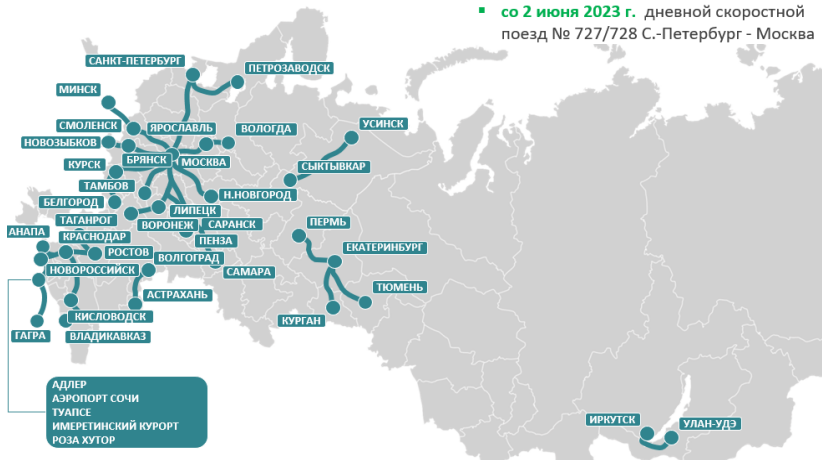 со 2 июня 2023 г. дневной скоростной
поезд № 727/728 С.-Петербург - Москва
САНКТ-ПЕТЕРБУРГ
ПЕТРОЗАВОДСК
МИНСК
СМОЛЕНСК
ЯРОСЛАВЛЬ
ВОЛОГДА
УСИНСК
НОВОЗЫБКОВ
БРЯНСК
МОСКВА
КУРСК
СЫКТЫВКАР
ТАМБОВ
Н.НОВГОРОД
БЕЛГОРОД
ЛИПЕЦК
ТАГАНРОГ
ВОРОНЕЖ
САРАНСК
ПЕРМЬ
АНАПА
КРАСНОДАР
ПЕНЗА
ЕКАТЕРИНБУРГ
РОСТОВ
ВОЛГОГРАД
НОВОРОССИЙСК
САМАРА
ТЮМЕНЬ
АСТРАХАНЬ
КИСЛОВОДСК
КУРГАН
ГАГРА
ВЛАДИКАВКАЗ
АДЛЕР
АЭРОПОРТ СОЧИ
ТУАПСЕ
ИМЕРЕТИНСКИЙ КУРОРТ
РОЗА ХУТОР
ИРКУТСК
УЛАН-УДЭ